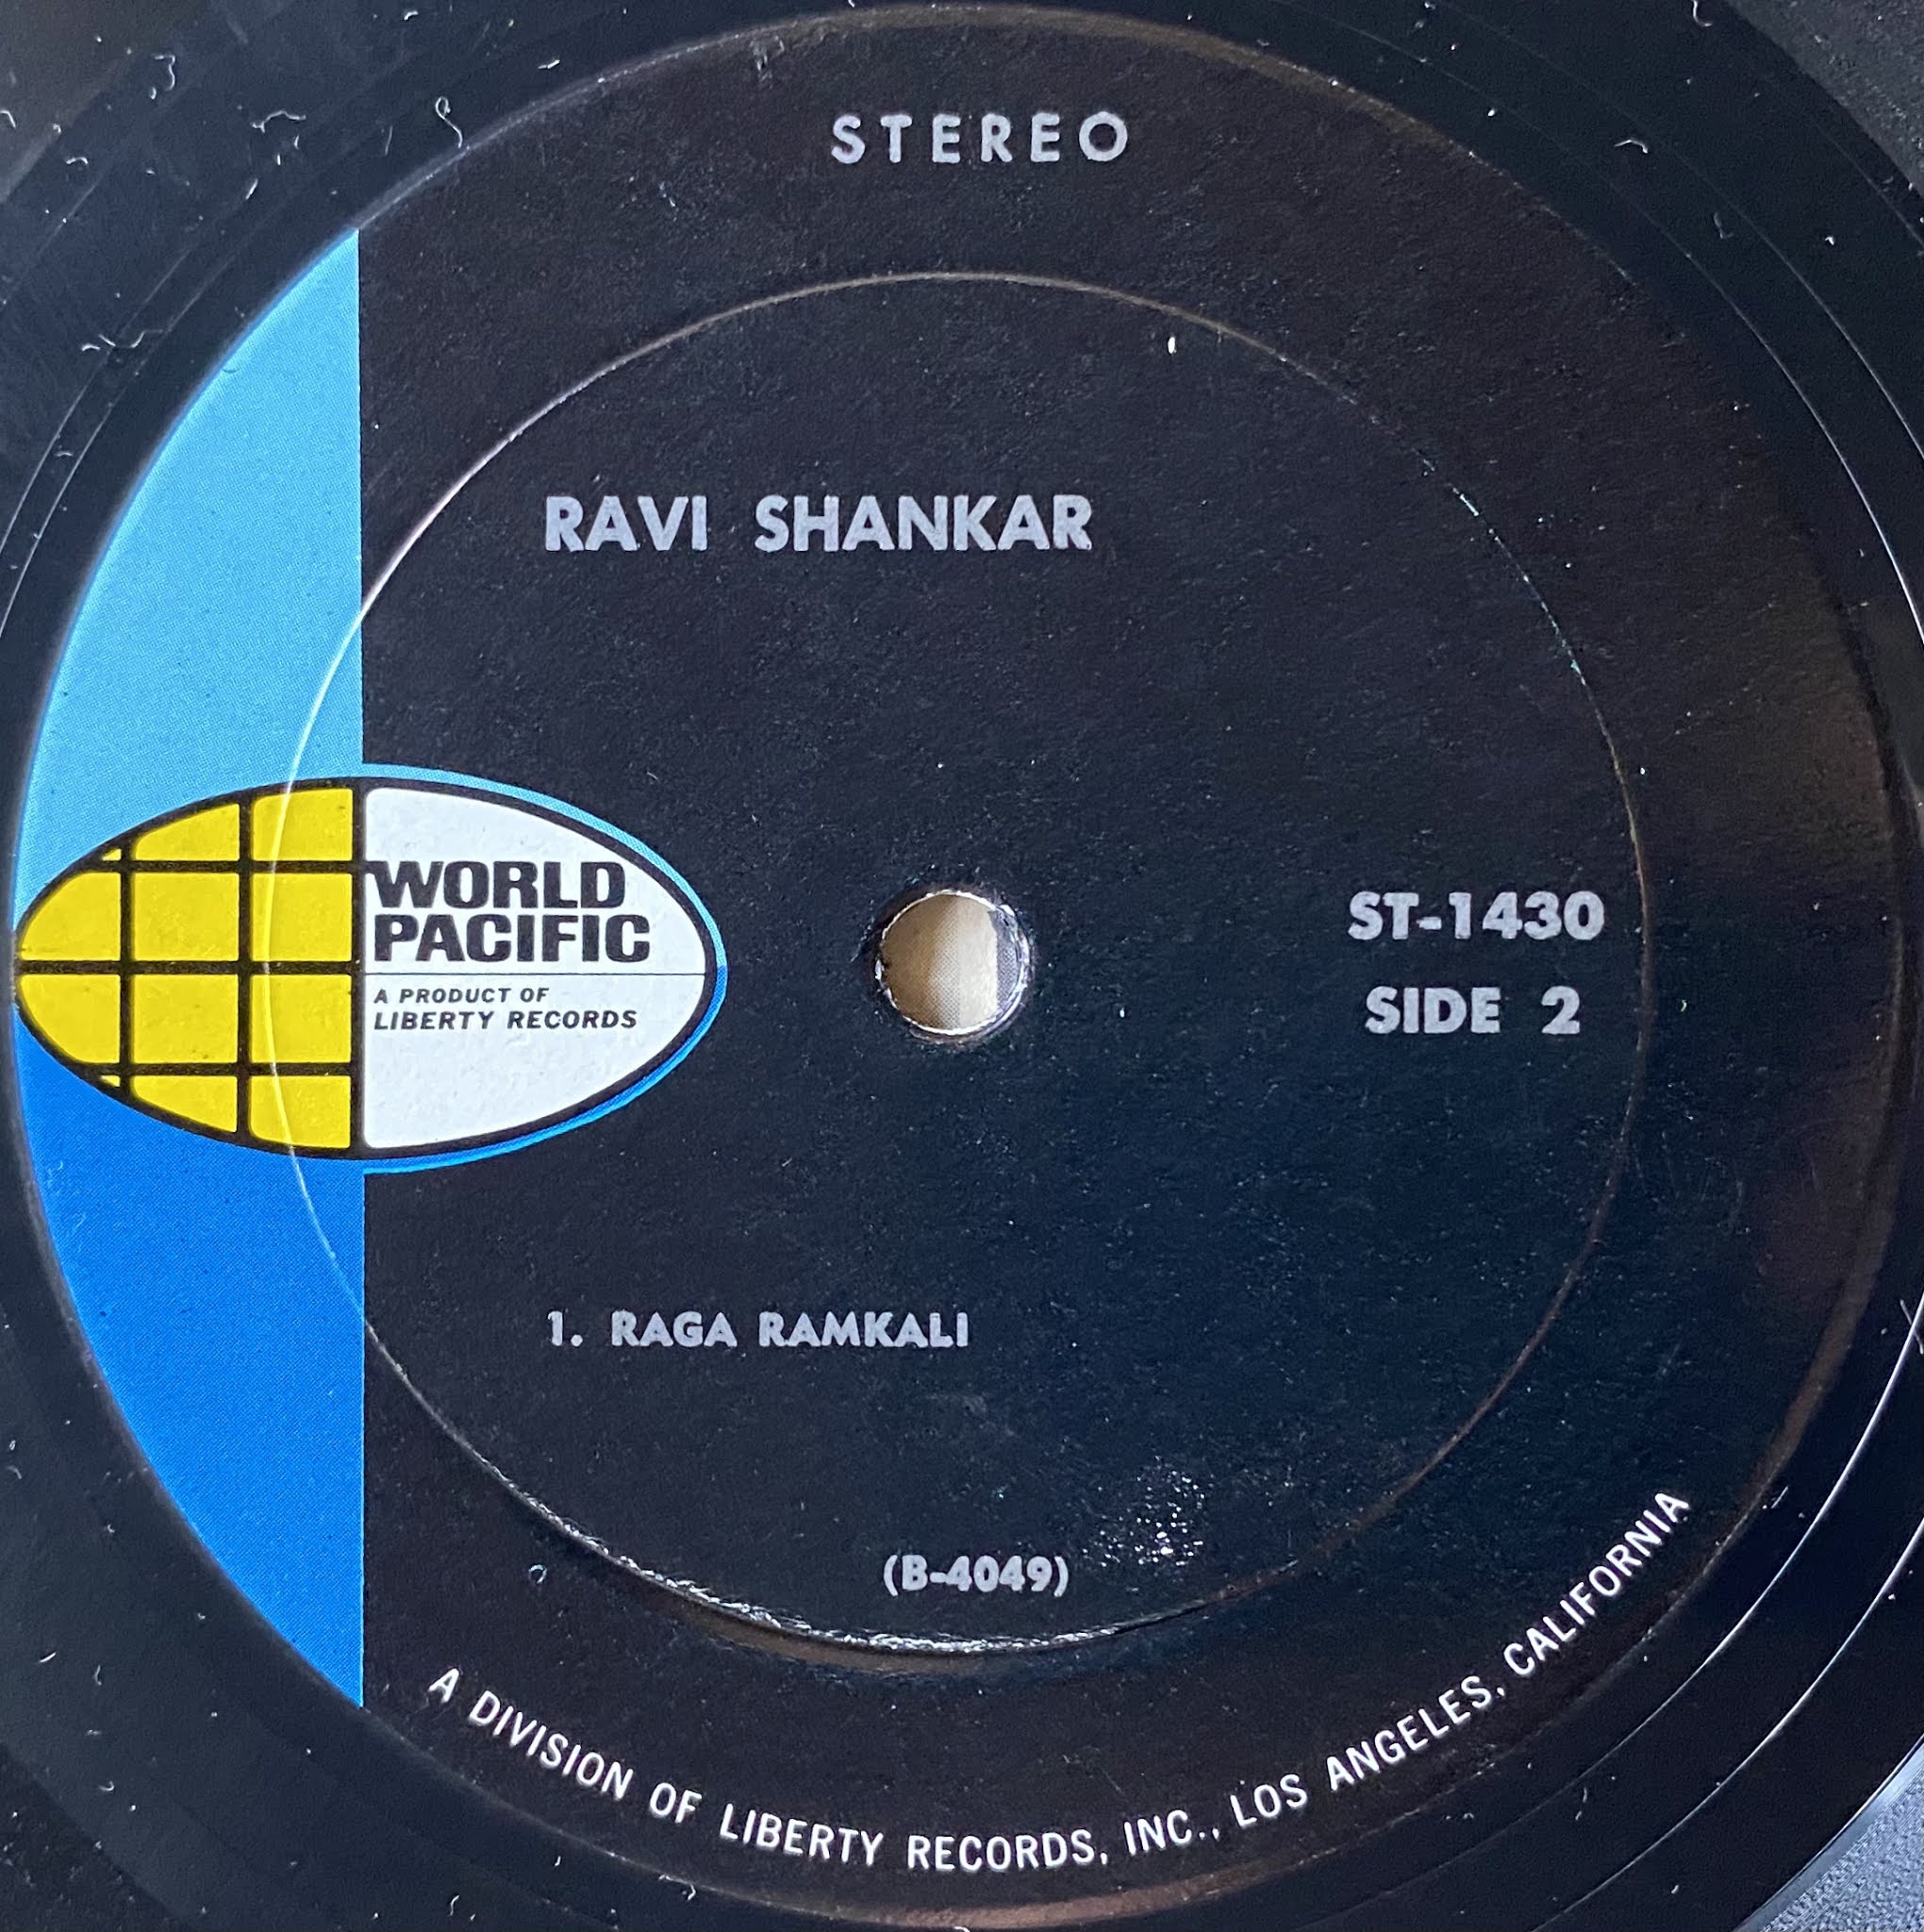 STEREO
RAVI SHANKAR
WORLD
PACIFIC
A PRODUCT OF
LIBERTY RECORDS
ST-1430
SIDE 2
1. RAGA RAMKALI
(B-4049)
A DIVISION OF LIBERTY RECORDS, INC., LOS ANGELES, CALIFORNIA